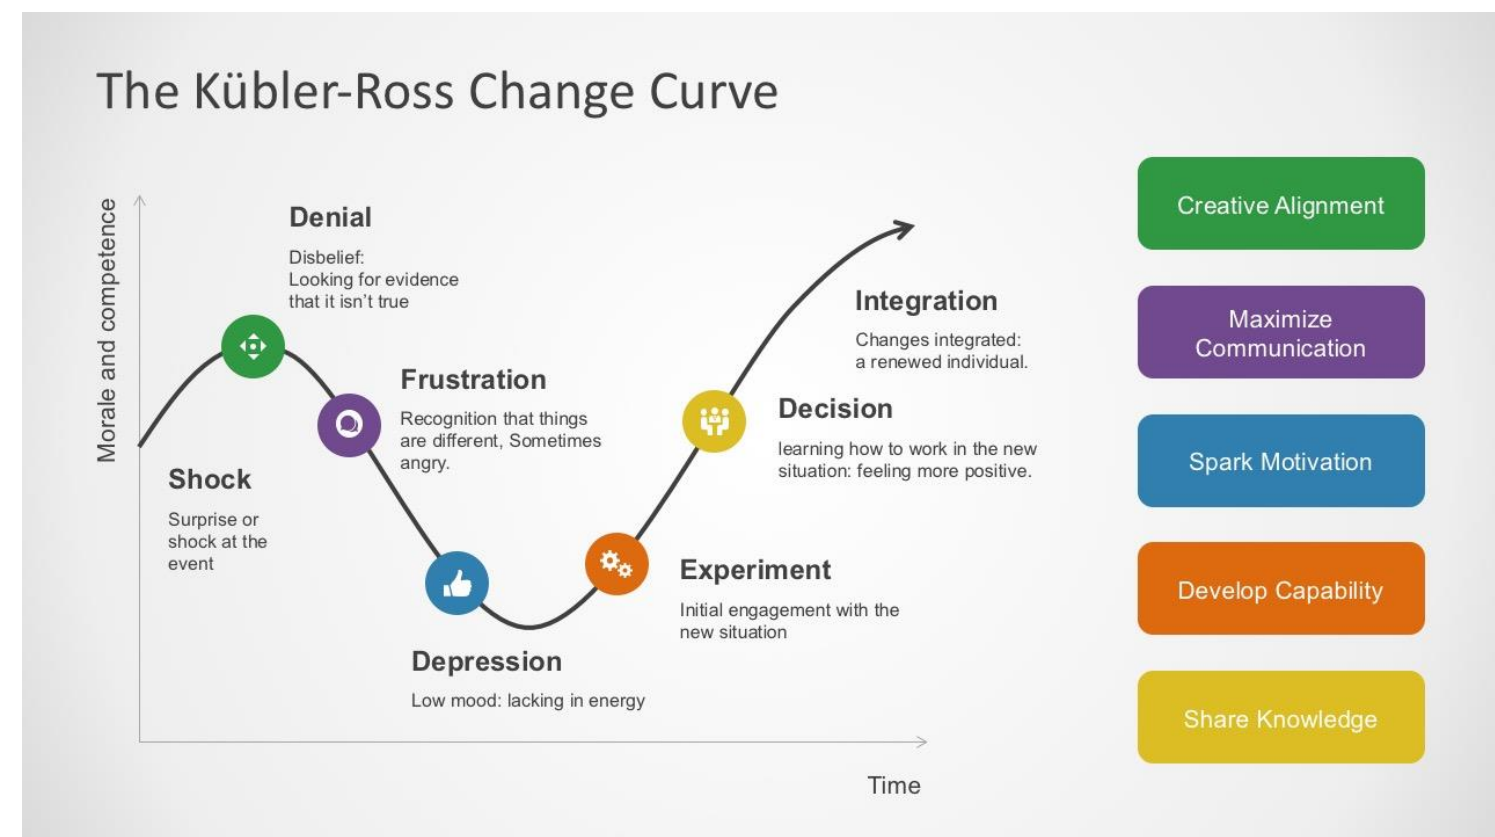 The Kübler-Ross Change Curve
Morale and competence
Denial
Disbelief:
Looking for evidence
that it isn’t true
Frustration
Recognition that things
are different, Sometimes
angry.
Shock
Surprise or
shock at the
event
Depression
Low mood: lacking in energy
Experiment
Initial engagement with the
new situation
Decision
learning how to work in the new
situation: feeling more positive.
Integration
Changes integrated:
a renewed individual.
Time
Creative Alignment
Maximize
Communication
Spark Motivation
Develop Capability
Share Knowledge